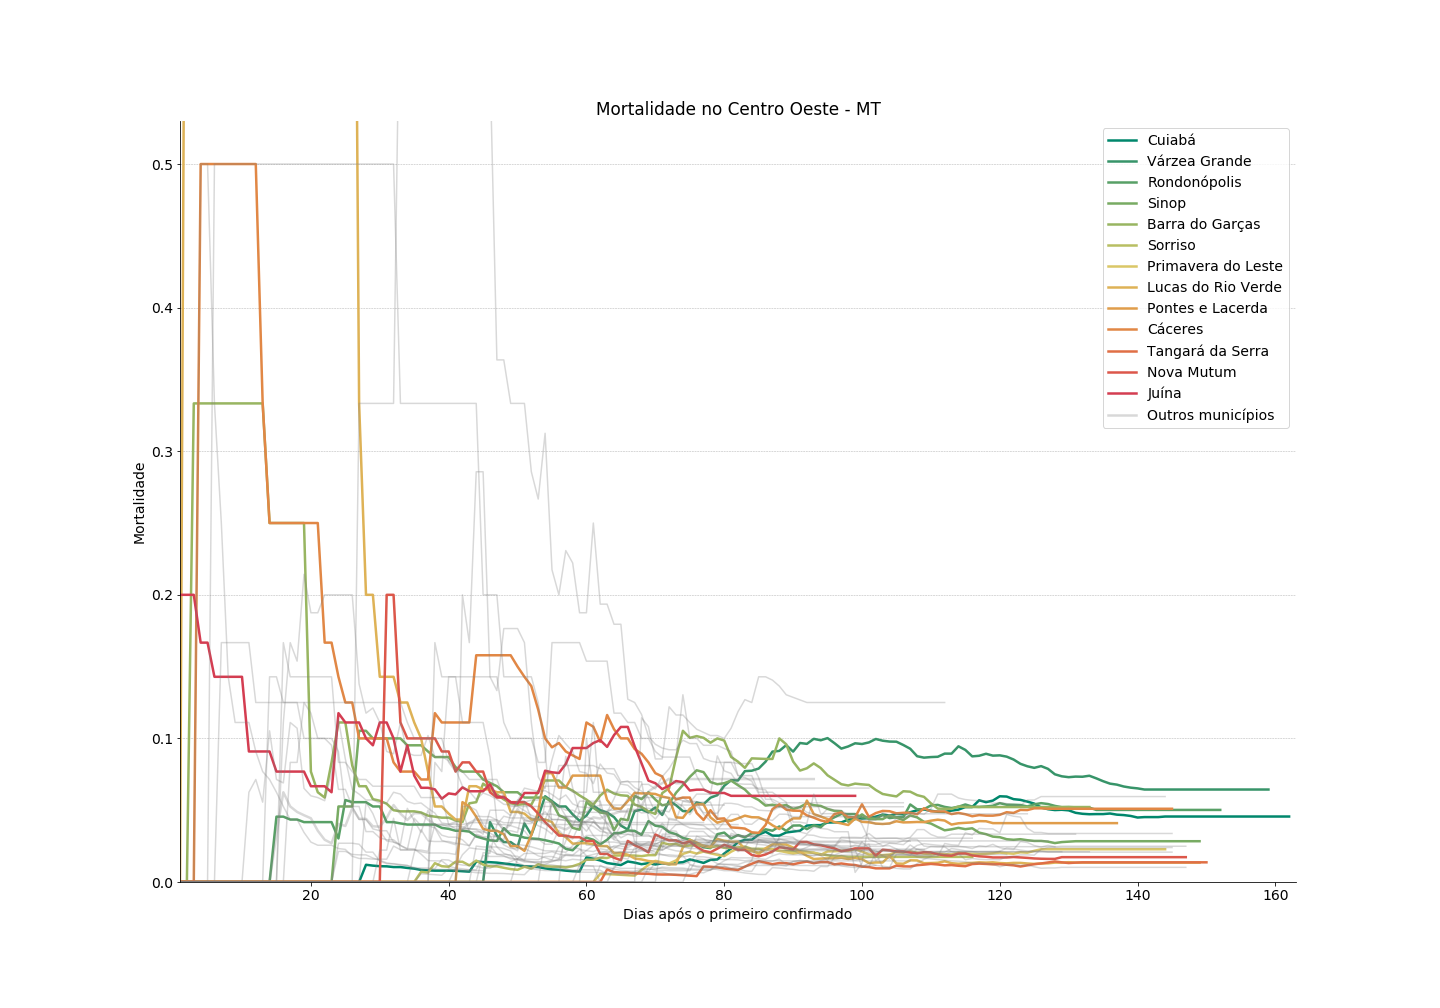 Mortalidade no Centro Oeste - MT
Cuiabá
Várzea Grande
Rondonópolis
Sinop
Barra do Garças
Sorriso
Primavera do Leste
Lucas do Rio Verde
Pontes e Lacerda
Cáceres
Tangará da Serra
Nova Mutum
Juína
Outros municípios
Mortalidade
0.5
0.4
0.3
0.2
0.1
0.0
20 40 60 80 100 120 140 160
Dias após o primeiro confirmado